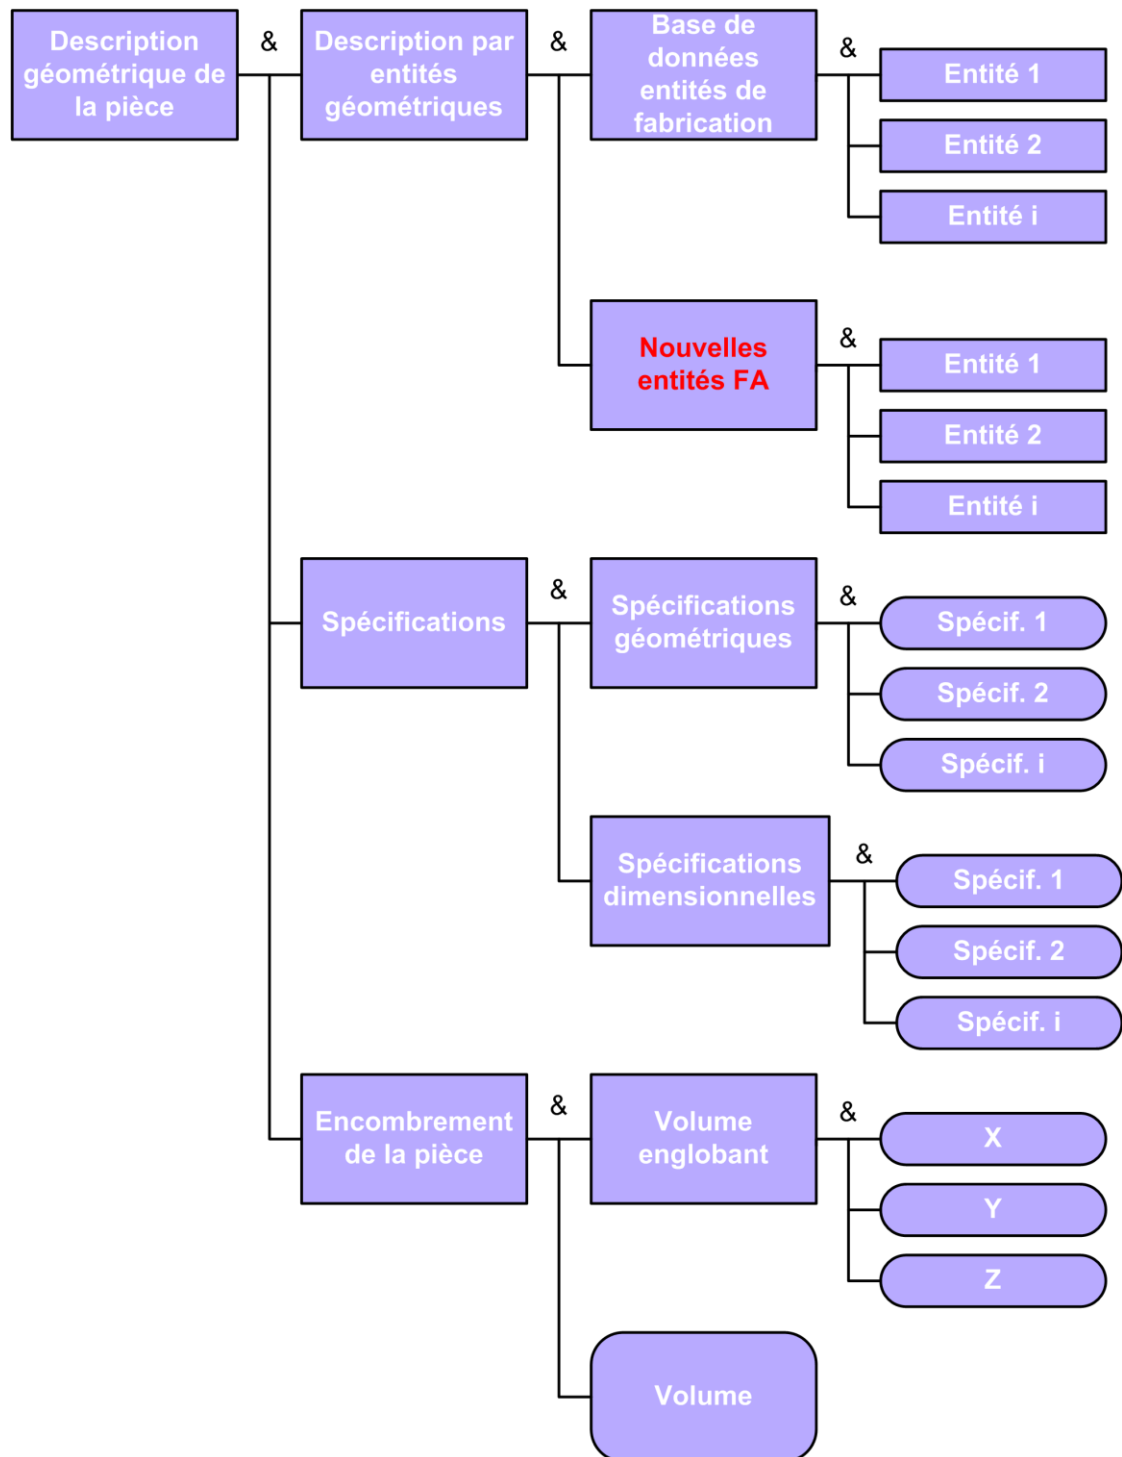 Description
géométrique de
la pièce
&
Description par
entités
géométriques
&
Base de
données
entités de
fabrication
&
Entité 1
Entité 2
Entité i
Nouvelles
entités FA
&
Entité 1
Entité 2
Entité i
Spécifications
&
Spécifications
géométriques
&
Spécif. 1
Spécif. 2
Spécif. i
Spécifications
dimensionnelles
&
Spécif. 1
Spécif. 2
Spécif. i
Encombrement
de la pièce
&
Volume
englobant
&
X
Y
Z
Volume